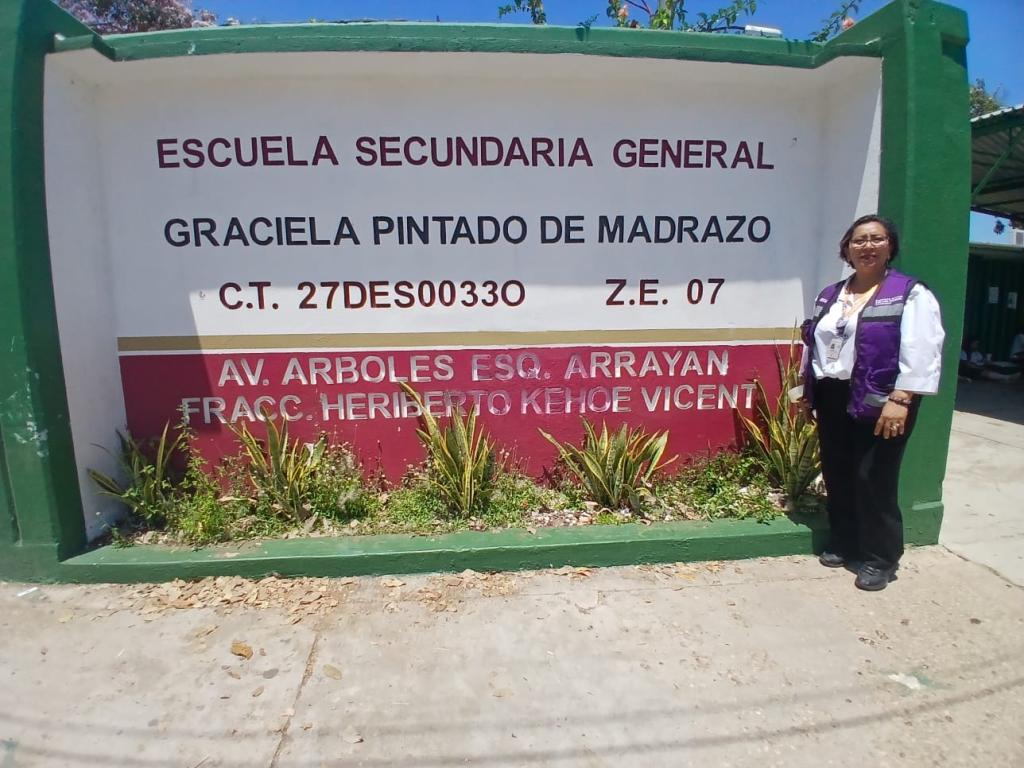 ESCUELA SECUNDARIA GENERAL
GRACIELA PINTADO DE MADRAZO
C.T. 27DES0033O Z.E. 07
AV. ARBOLES ESQ. ARRAYAN
FRACC. HERIBERTO KEHOE VICENT